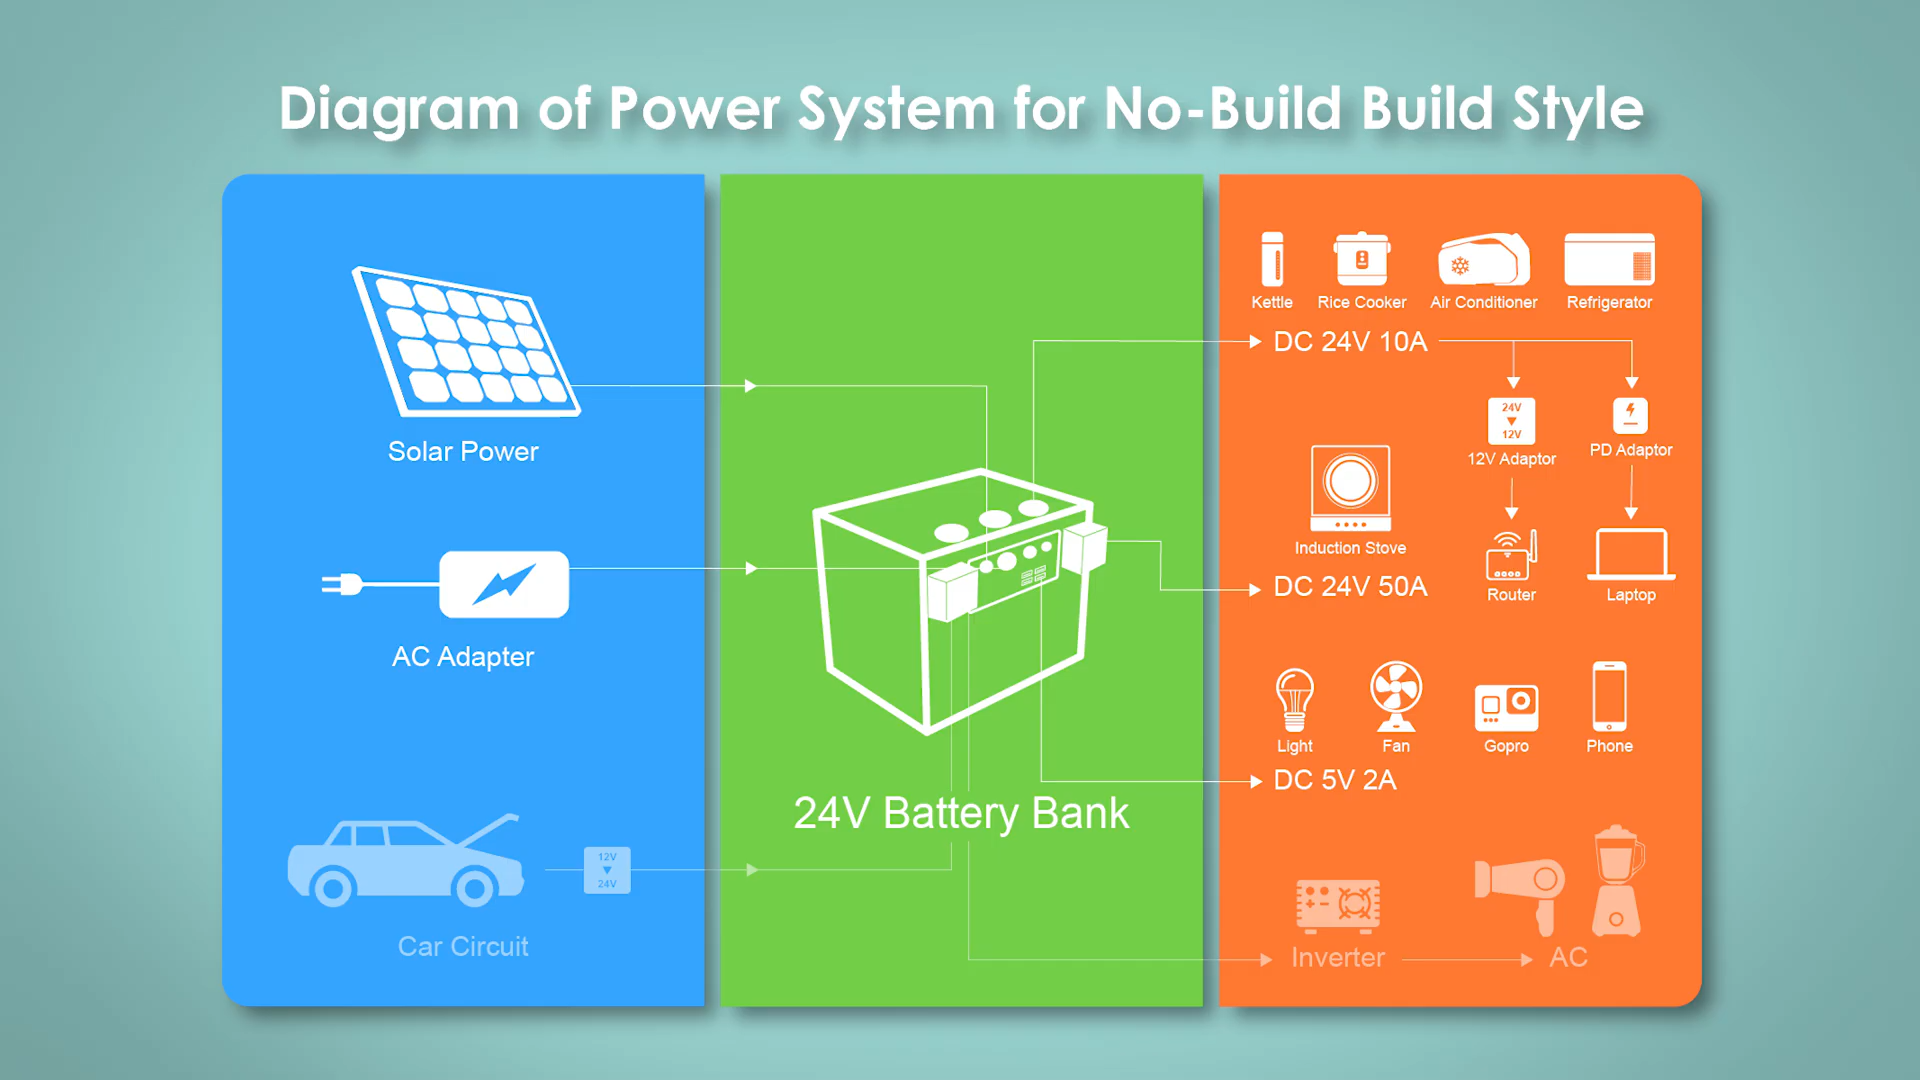 Diagram of Power System for No-Build Build Style
Solar Power
AC Adapter
12V
24V
Car Circuit
24V Battery Bank
Kettle
Rice Cooker
Air Conditioner
Refrigerator
DC 24V 10A
24V
12V
12V Adaptor
PD Adaptor
Induction Stove
DC 24V 50A
Router
Laptop
Light
Fan
Gopro
Phone
DC 5V 2A
Inverter
AC